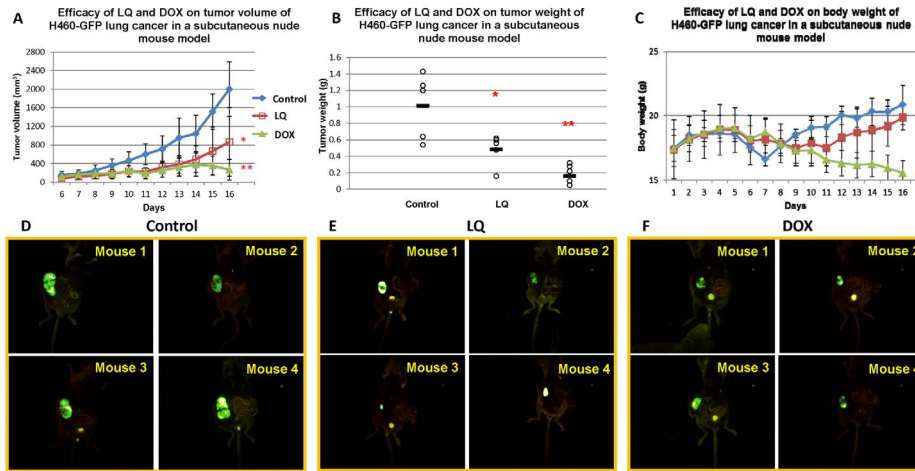 A
Efficacy of LQ and DOX on tumor volume of
H460-GFP lung cancer in a subcutaneous nude
mouse model
Tumor volume (mm³)
2800
2400
2000
1600
1200
800
400
0
6 7 8 9 10 11 12 13 14 15 16
Days
Control
LQ
DOX
*
**
B
Efficacy of LQ and DOX on tumor weight of
H460-GFP lung cancer in a subcutaneous
nude mouse model
Tumor weight (g)
1.6
1.4
1.2
1
0.8
0.6
0.4
0.2
0
*
**
Control LQ DOX
C
Efficacy of LQ and DOX on body weight of
H460-GFP lung cancer in a subcutaneous nude
mouse model
Body weight (g)
25
20
15
1 2 3 4 5 6 7 8 9 10 11 12 13 14 15 16
Days
D Control
Mouse 1 Mouse 2
Mouse 3 Mouse 4
E LQ
Mouse 1 Mouse 2
Mouse 3 Mouse 4
F DOX
Mouse 1 Mouse 2
Mouse 3 Mouse 4